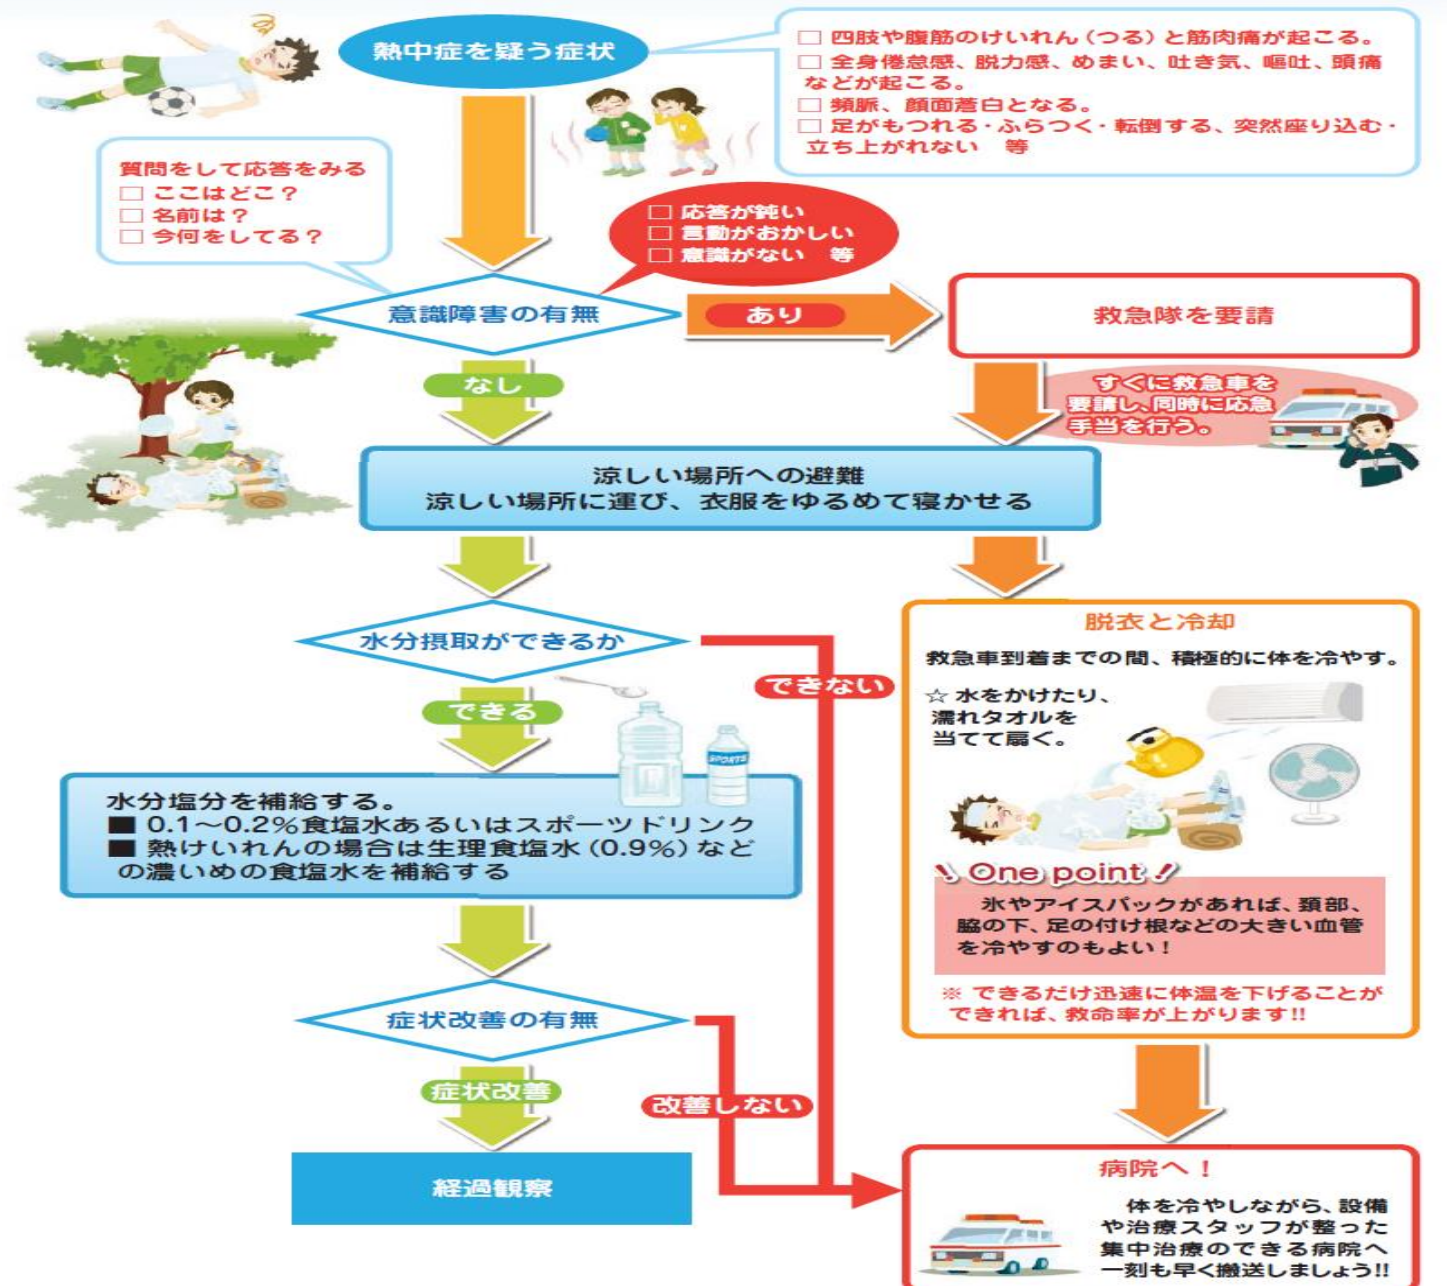 熱中症を疑う症状
□ 四肢や腹筋のけいれん（つる）と筋肉痛が起こる。
□ 全身倦怠感、脱力感、めまい、吐き気、嘔吐、頭痛
などが起こる。
□ 頻脈、顔面蒼白となる。
□ 足がもつれる・ふらつく・転倒する、突然座り込む・
立ち上がれない　等
質問をして応答をみる
□ ここはどこ？
□ 名前は？
□ 今何をしてる？
□ 応答が鈍い
□ 言動がおかしい
□ 意識がない　等
意識障害の有無
あり
救急隊を要請
なし
すぐに救急車を
要請し、同時に応急
手当を行う。
涼しい場所への避難
涼しい場所に運び、衣服をゆるめて寝かせる
水分摂取ができるか
できない
できる
SPORTS
水分塩分を補給する。
■ 0.1～0.2%食塩水あるいはスポーツドリンク
■ 熱けいれんの場合は生理食塩水（0.9%）など
の濃いめの食塩水を補給する
脱衣と冷却
救急車到着までの間、積極的に体を冷やす。
☆ 水をかけたり、
濡れタオルを
当てて扇ぐ。
One point !
氷やアイスパックがあれば、頚部、
脇の下、足の付け根などの大きい血管
を冷やすのもよい！
※ できるだけ迅速に体温を下げることが
できれば、救命率が上がります!!
症状改善の有無
症状改善
改善しない
経過観察
病院へ！
体を冷やしながら、設備
や治療スタッフが整った
集中治療のできる病院へ
一刻も早く搬送しましょう!!